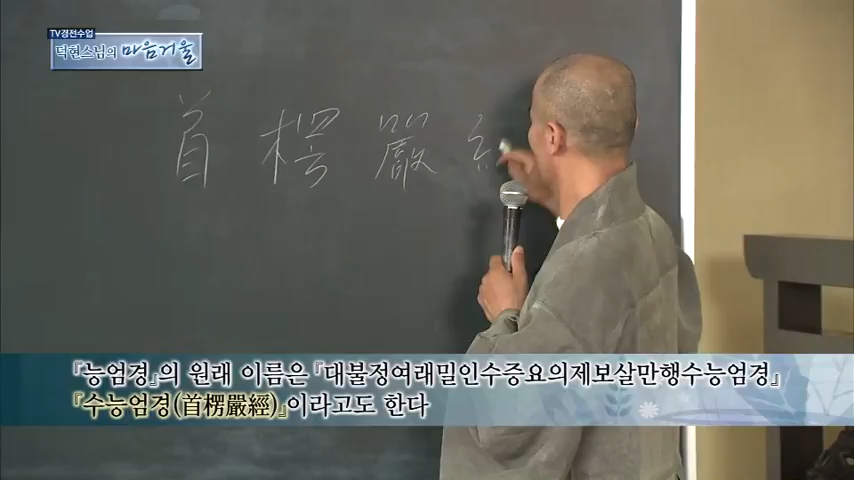 TV경전수업
덕현스님의 마음거울
首楞嚴
『능엄경』의 원래 이름은 『대불정여래밀인수증요의제보살만행수능엄경』
『수능엄경(首楞嚴經)』이라고도 한다